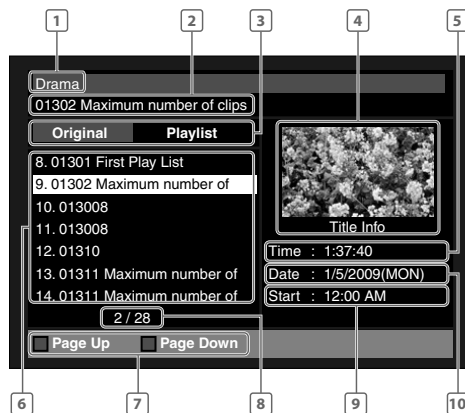 1 2 3 4 5
Drama
01302 Maximum number of clips
Original Playlist
8. 01301 First Play List
9. 01302 Maximum number of
10. 013008
11. 013008
12. 01310
13. 01311 Maximum number of
14. 01311 Maximum number of
Title Info
Time : 1:37:40
Date : 1/5/2009(MON)
Start : 12:00 AM
2 / 28
Page Up Page Down
6 7 8 9 10